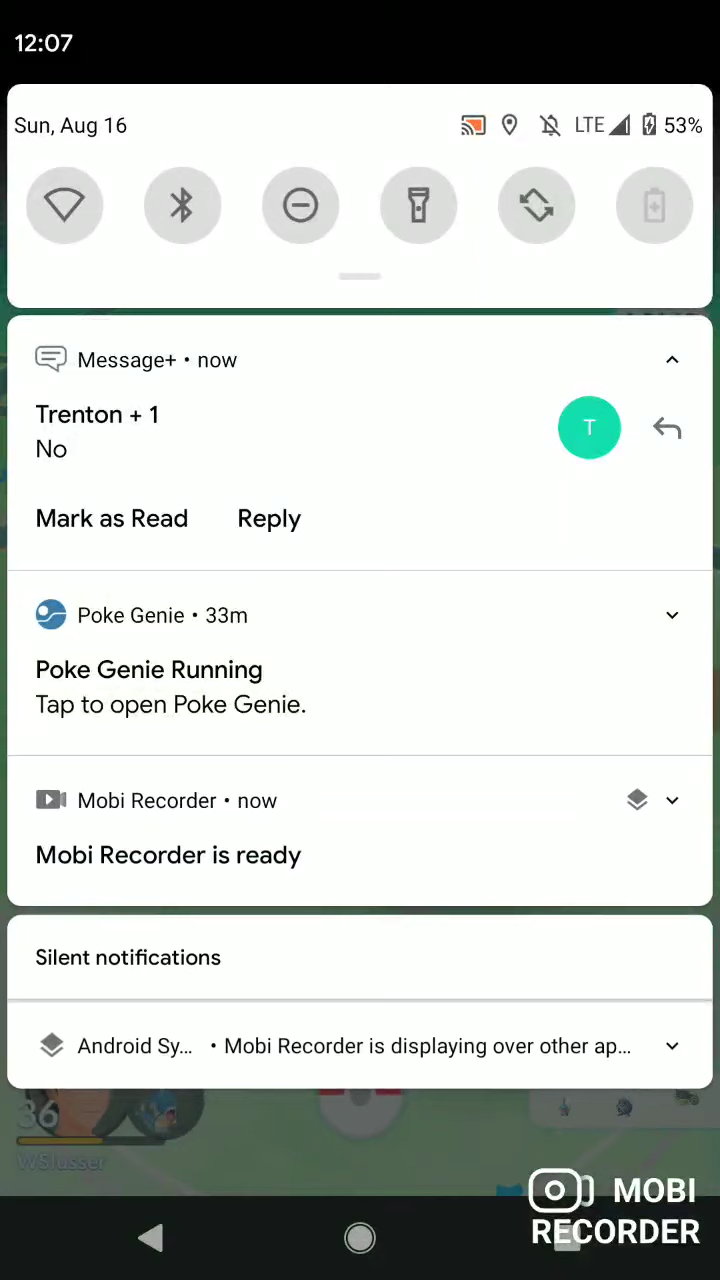 12:07
Sun, Aug 16
LTE
53%
Message+ • now
Trenton + 1
No
T
Mark as Read
Reply
Poke Genie • 33m
Poke Genie Running
Tap to open Poke Genie.
Mobi Recorder • now
Mobi Recorder is ready
Silent notifications
Android Sy... • Mobi Recorder is displaying over other ap...
36
WSlusser
MOBI
RECORDER